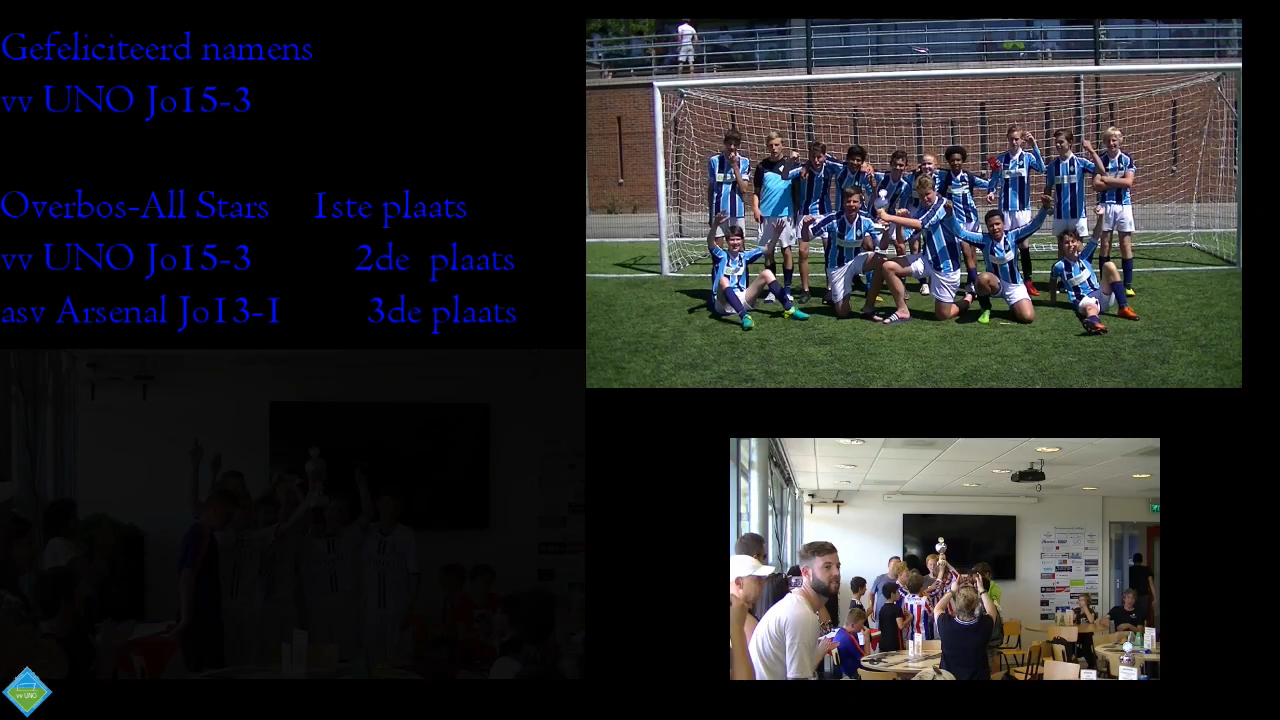 Gefeliciteerd namens
vv UNO Jo15-3
Overbos-All Stars 1ste plaats
vv UNO Jo15-3 2de plaats
asv Arsenal Jo13-1 3de plaats
vv UNO